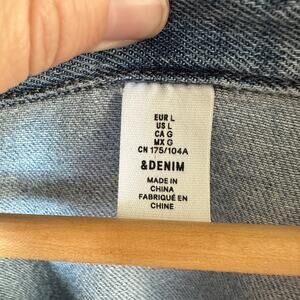 EUR L
US L
CA G
MX G
CN 175/104A
&DENIM
MADE IN
CHINA
FABRIQUÉ EN
CHINE